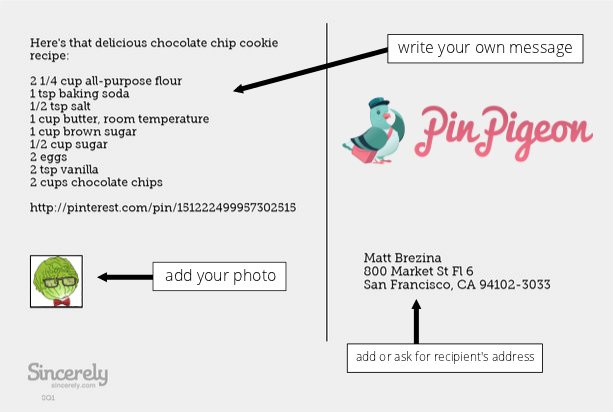 Here's that delicious chocolate chip cookie
recipe:
2 1/4 cup all-purpose flour
1 tsp baking soda
1/2 tsp salt
1 cup butter, room temperature
1 cup brown sugar
1/2 cup sugar
2 eggs
2 tsp vanilla
2 cups chocolate chips
http://pinterest.com/pin/151222499957302515
add your photo
Sincerely
sincerely.com
SQ1
write your own message
PinPigeon
Matt Brezina
800 Market St Fl 6
San Francisco, CA 94102-3033
add or ask for recipient's address